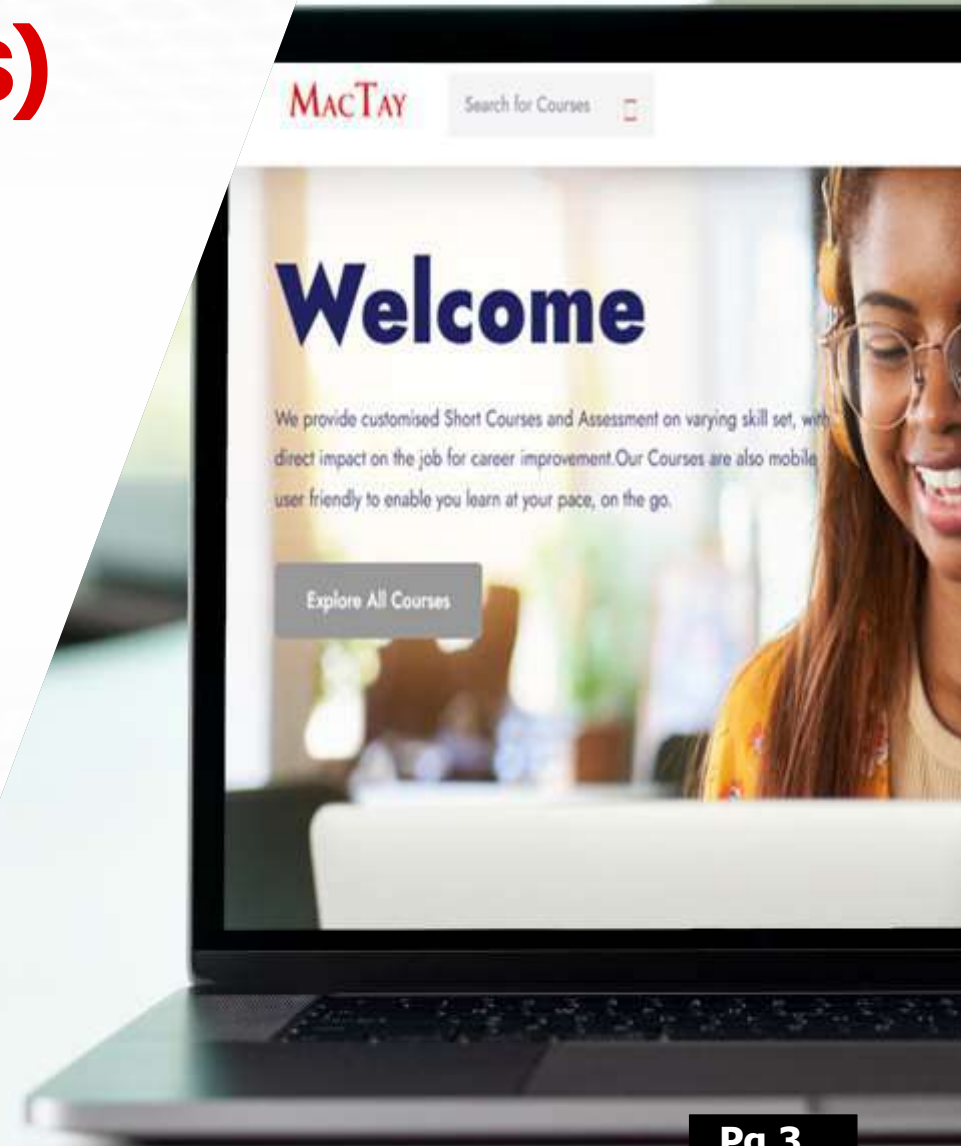 s)
MACTAY
Search for Courses
Welcome
We provide customised Short Courses and Assessment on varying skill set, with
direct impact on the job for career improvement.Our Courses are also mobile
user friendly to enable you learn at your pace, on the go.
Explore All Courses
Pg 3